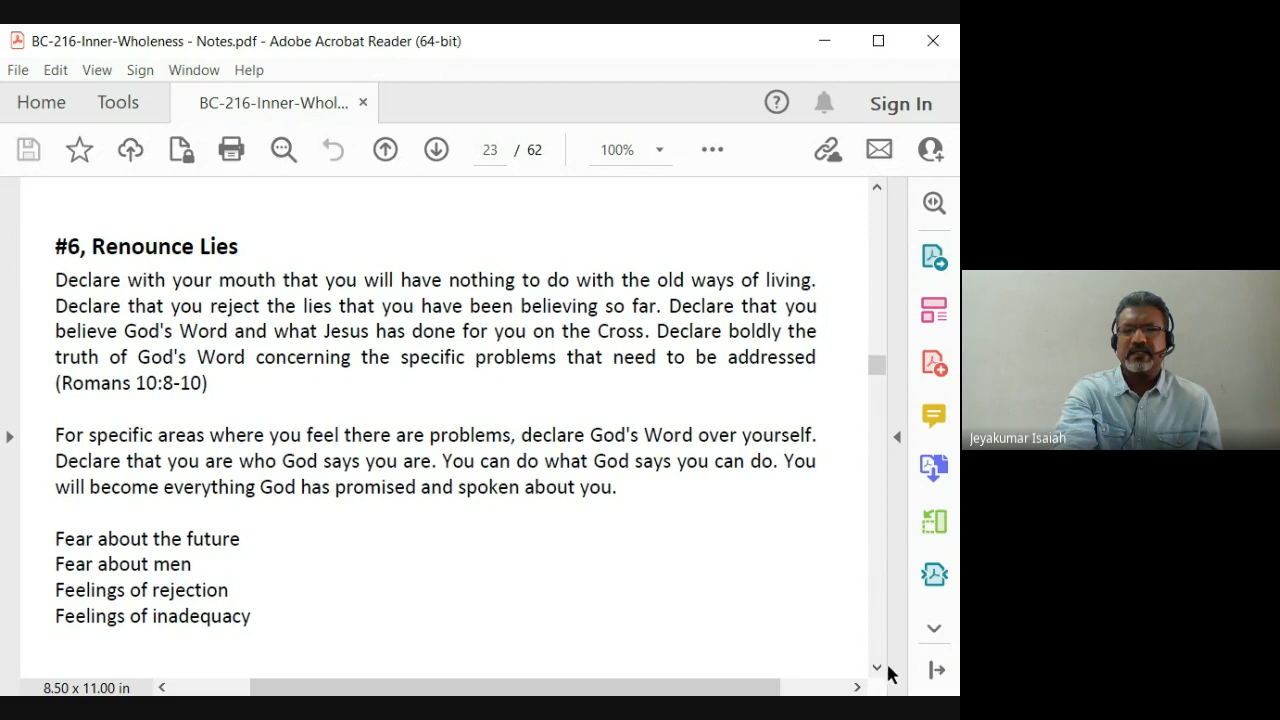 BC-216-Inner-Wholeness - Notes.pdf - Adobe Acrobat Reader (64-bit)
File Edit View Sign Window Help
Home Tools BC-216-Inner-Whol... × Sign In
23 / 62 100%
#6, Renounce Lies
Declare with your mouth that you will have nothing to do with the old ways of living.
Declare that you reject the lies that you have been believing so far. Declare that you
believe God's Word and what Jesus has done for you on the Cross. Declare boldly the
truth of God's Word concerning the specific problems that need to be addressed
(Romans 10:8-10)
For specific areas where you feel there are problems, declare God's Word over yourself.
Declare that you are who God says you are. You can do what God says you can do. You
will become everything God has promised and spoken about you.
Fear about the future
Fear about men
Feelings of rejection
Feelings of inadequacy
8.50 x 11.00 in
Jeyakumar Isaiah